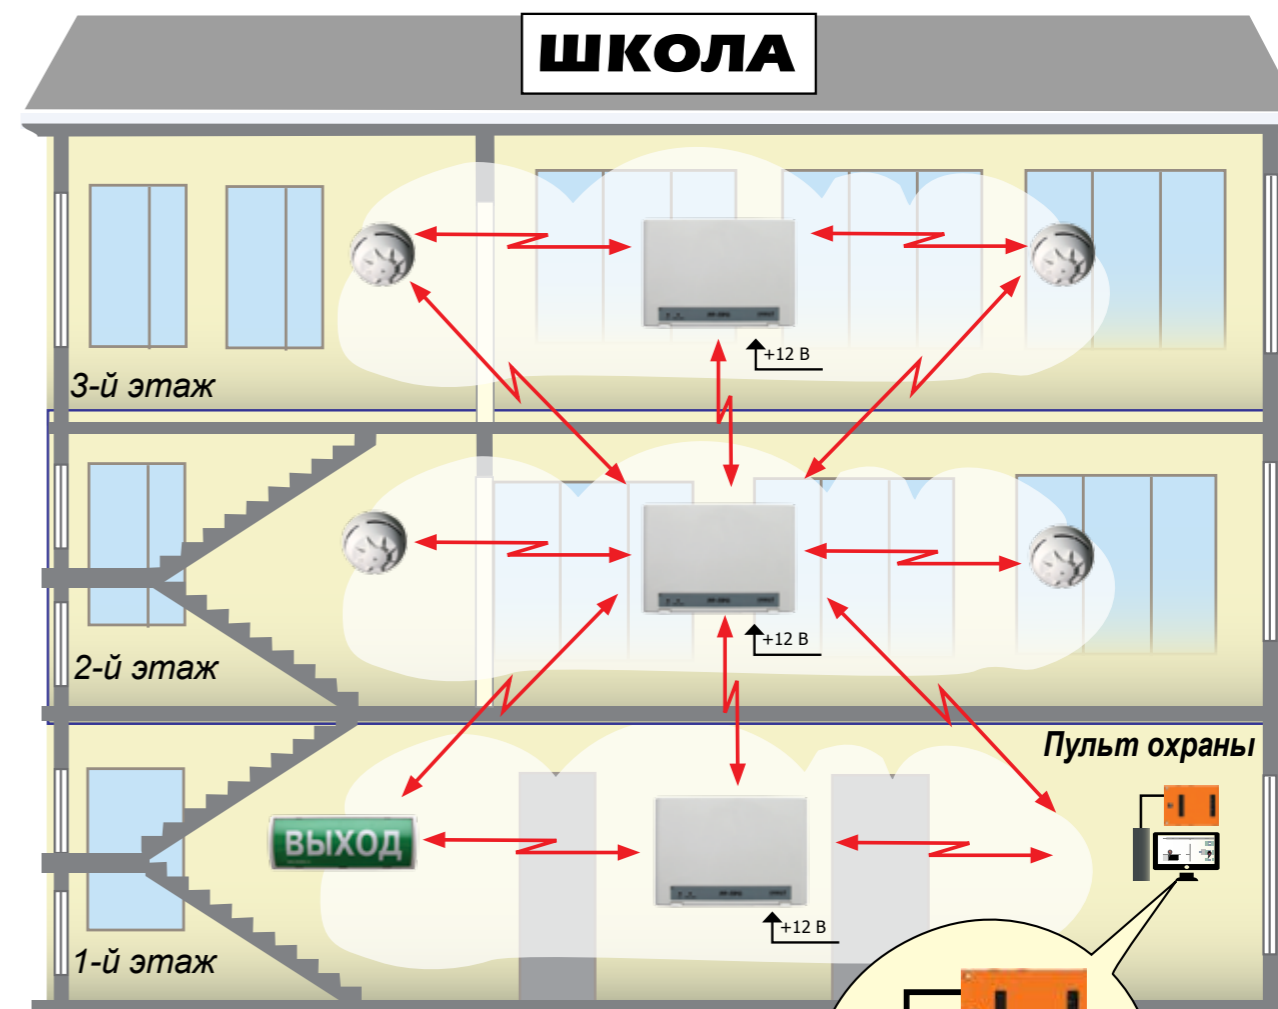 ШКОЛА
+12 В
3-й этаж
+12 В
2-й этаж
Пульт охраны
ВЫХОД
+12 В
1-й этаж